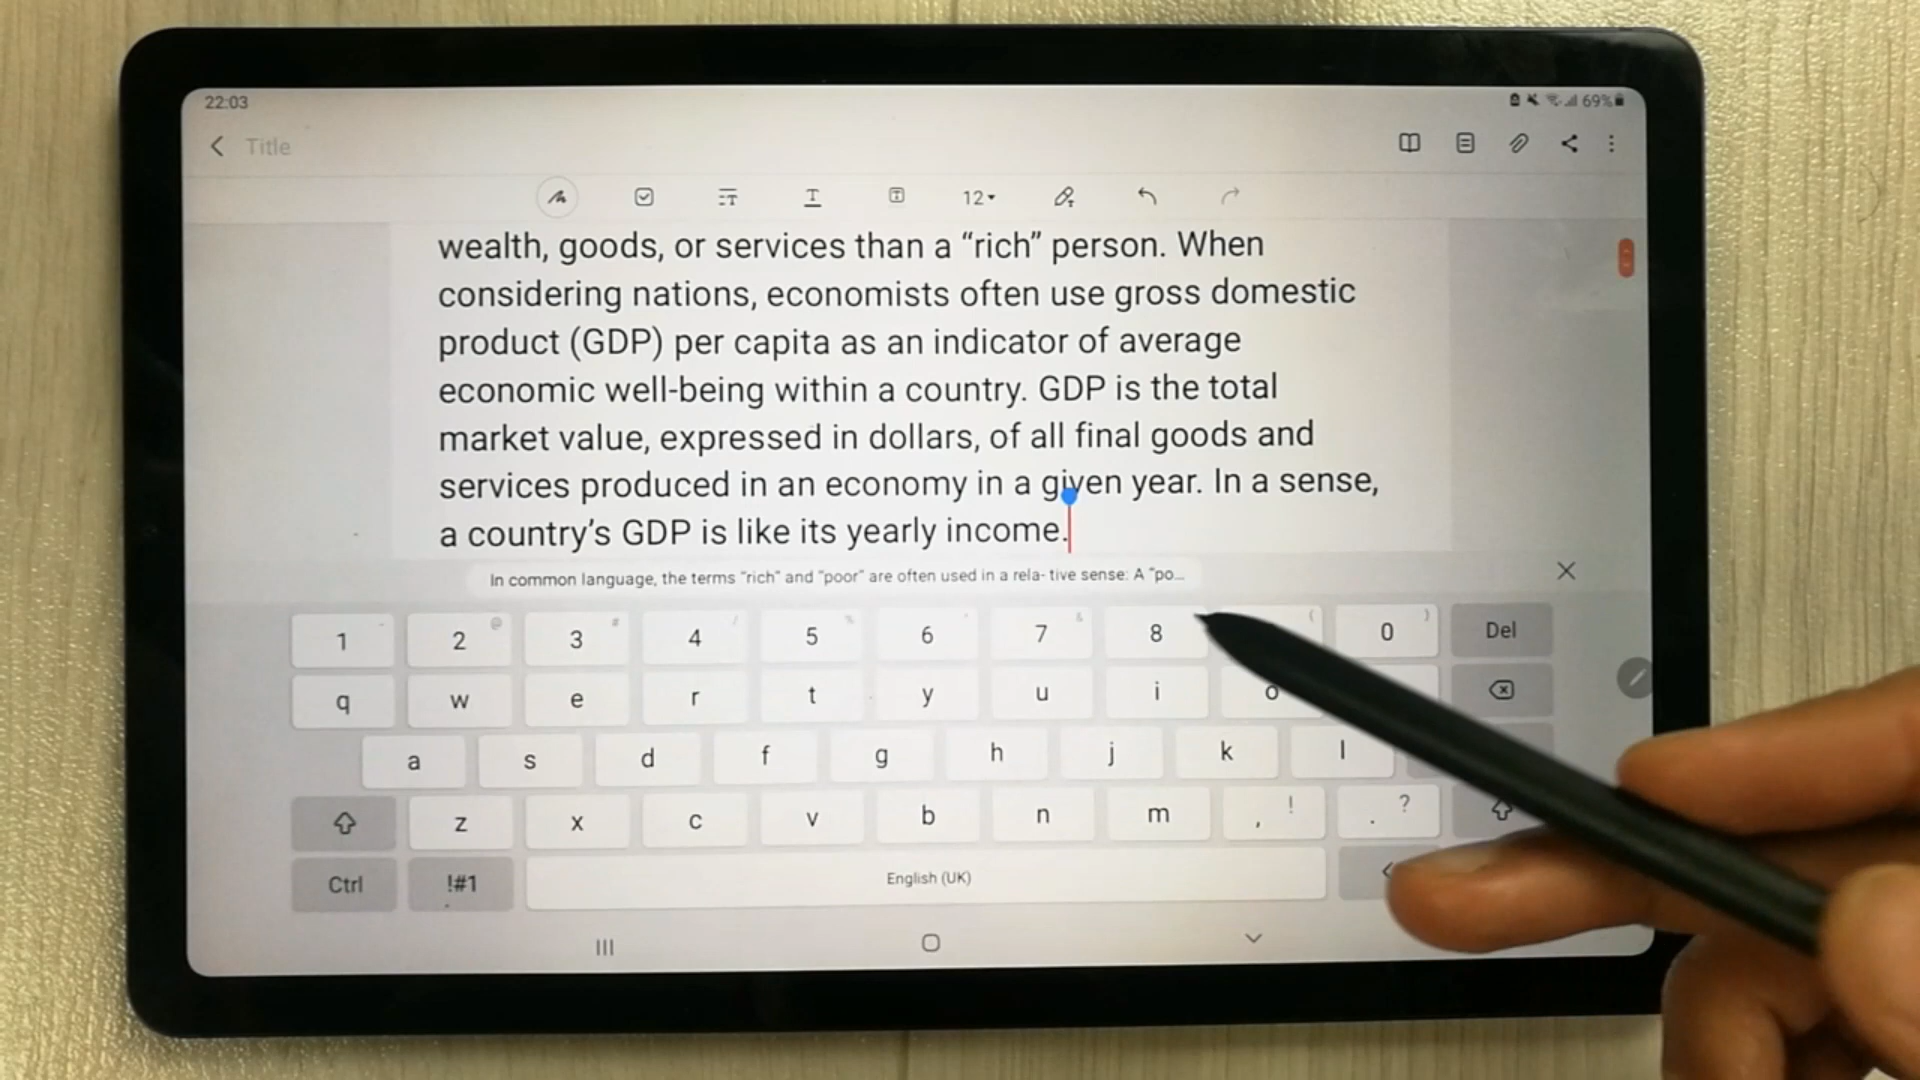 22:03
69%
Title
12
wealth, goods, or services than a “rich” person. When
considering nations, economists often use gross domestic
product (GDP) per capita as an indicator of average
economic well-being within a country. GDP is the total
market value, expressed in dollars, of all final goods and
services produced in an economy in a given year. In a sense,
a country’s GDP is like its yearly income.
In common language, the terms “rich” and “poor” are often used in a rela- tive sense: A “po...
1 2 @ 3 # 4 / 5 % 6 ^ 7 & 8 ( 0 ) Del
q w e r t y u i o
a s d f g h j k l
z x c v b n m , ! . ?
Ctrl !#1 English (UK)